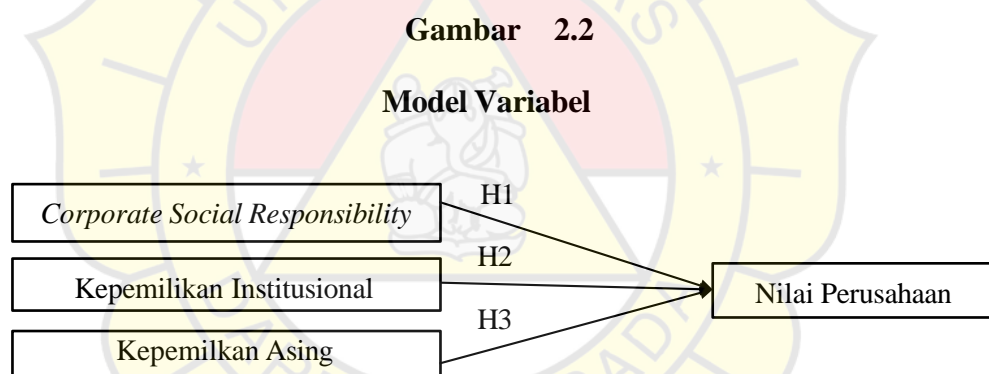 Gambar 2.2
Model Variabel
Corporate Social Responsibility
H1
Kepemilikan Institusional
H2
Nilai Perusahaan
Kepemilkan Asing
H3